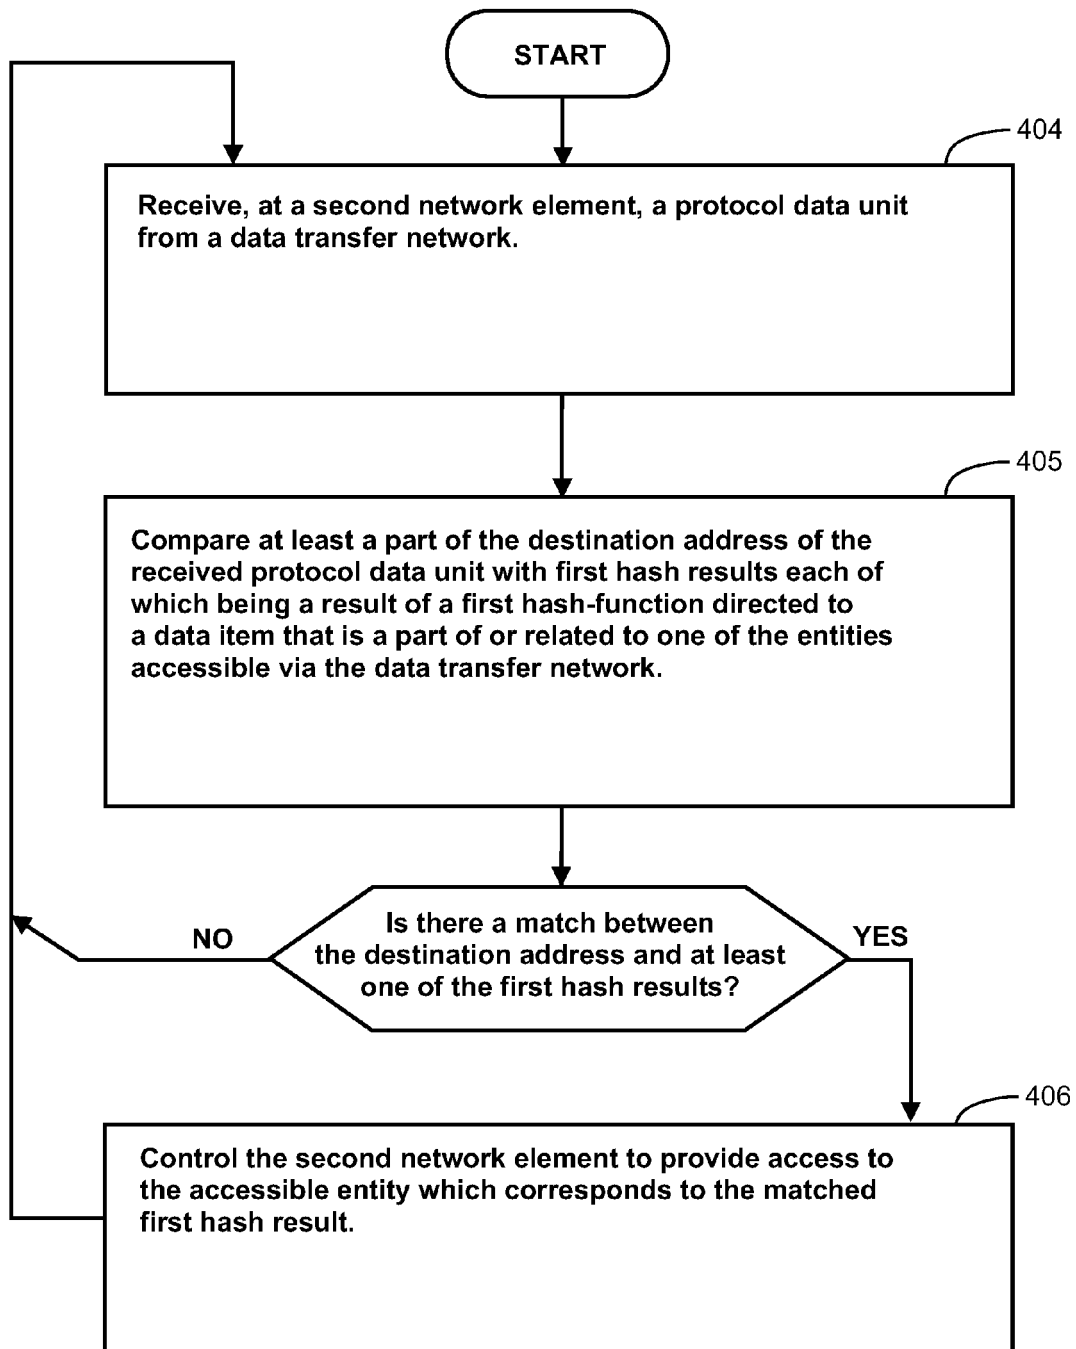 START
404
Receive, at a second network element, a protocol data unit
from a data transfer network.
405
Compare at least a part of the destination address of the
received protocol data unit with first hash results each of
which being a result of a first hash-function directed to
a data item that is a part of or related to one of the entities
accessible via the data transfer network.
Is there a match between
the destination address and at least
one of the first hash results?
NO
YES
406
Control the second network element to provide access to
the accessible entity which corresponds to the matched
first hash result.